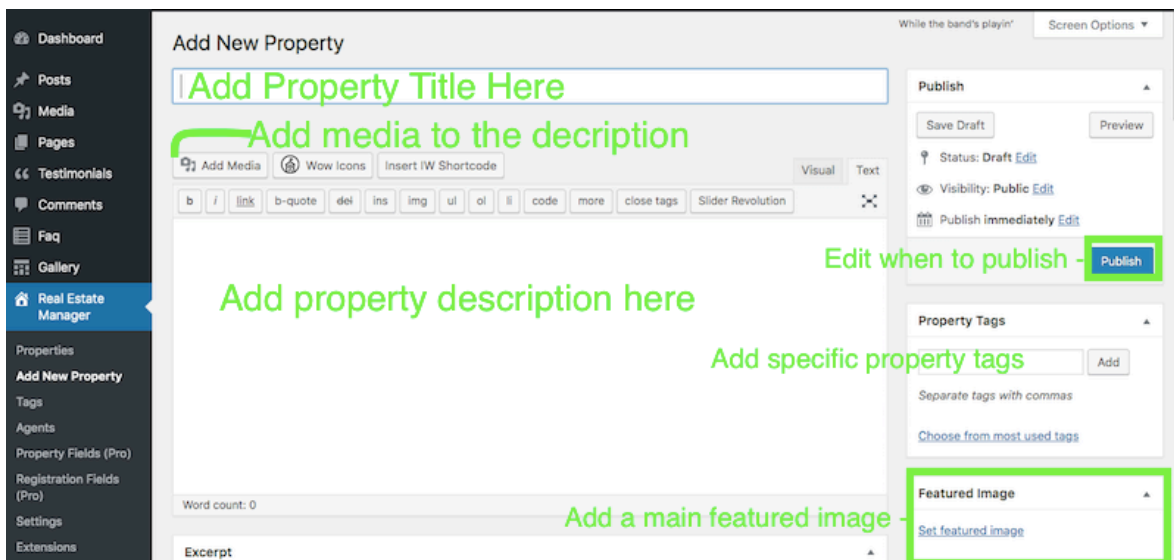 While the band's playin'
Screen Options ▼
Dashboard
Posts
Media
Pages
Testimonials
Comments
Faq
Gallery
Real Estate
Manager
Properties
Add New Property
Tags
Agents
Property Fields (Pro)
Registration Fields
(Pro)
Settings
Extensions
Add New Property
Add Property Title Here
Add media to the decription
Add Media
Wow Icons
Insert IW Shortcode
Visual
Text
b
i
link
b-quote
del
ins
img
ul
ol
li
code
more
close tags
Slider Revolution
Add property description here
Word count: 0
Excerpt
Publish
Save Draft
Preview
Status: Draft Edit
Visibility: Public Edit
Publish immediately Edit
Edit when to publish -
Publish
Property Tags
Add specific property tags
Add
Separate tags with commas
Choose from most used tags
Featured Image
Add a main featured image -
Set featured image